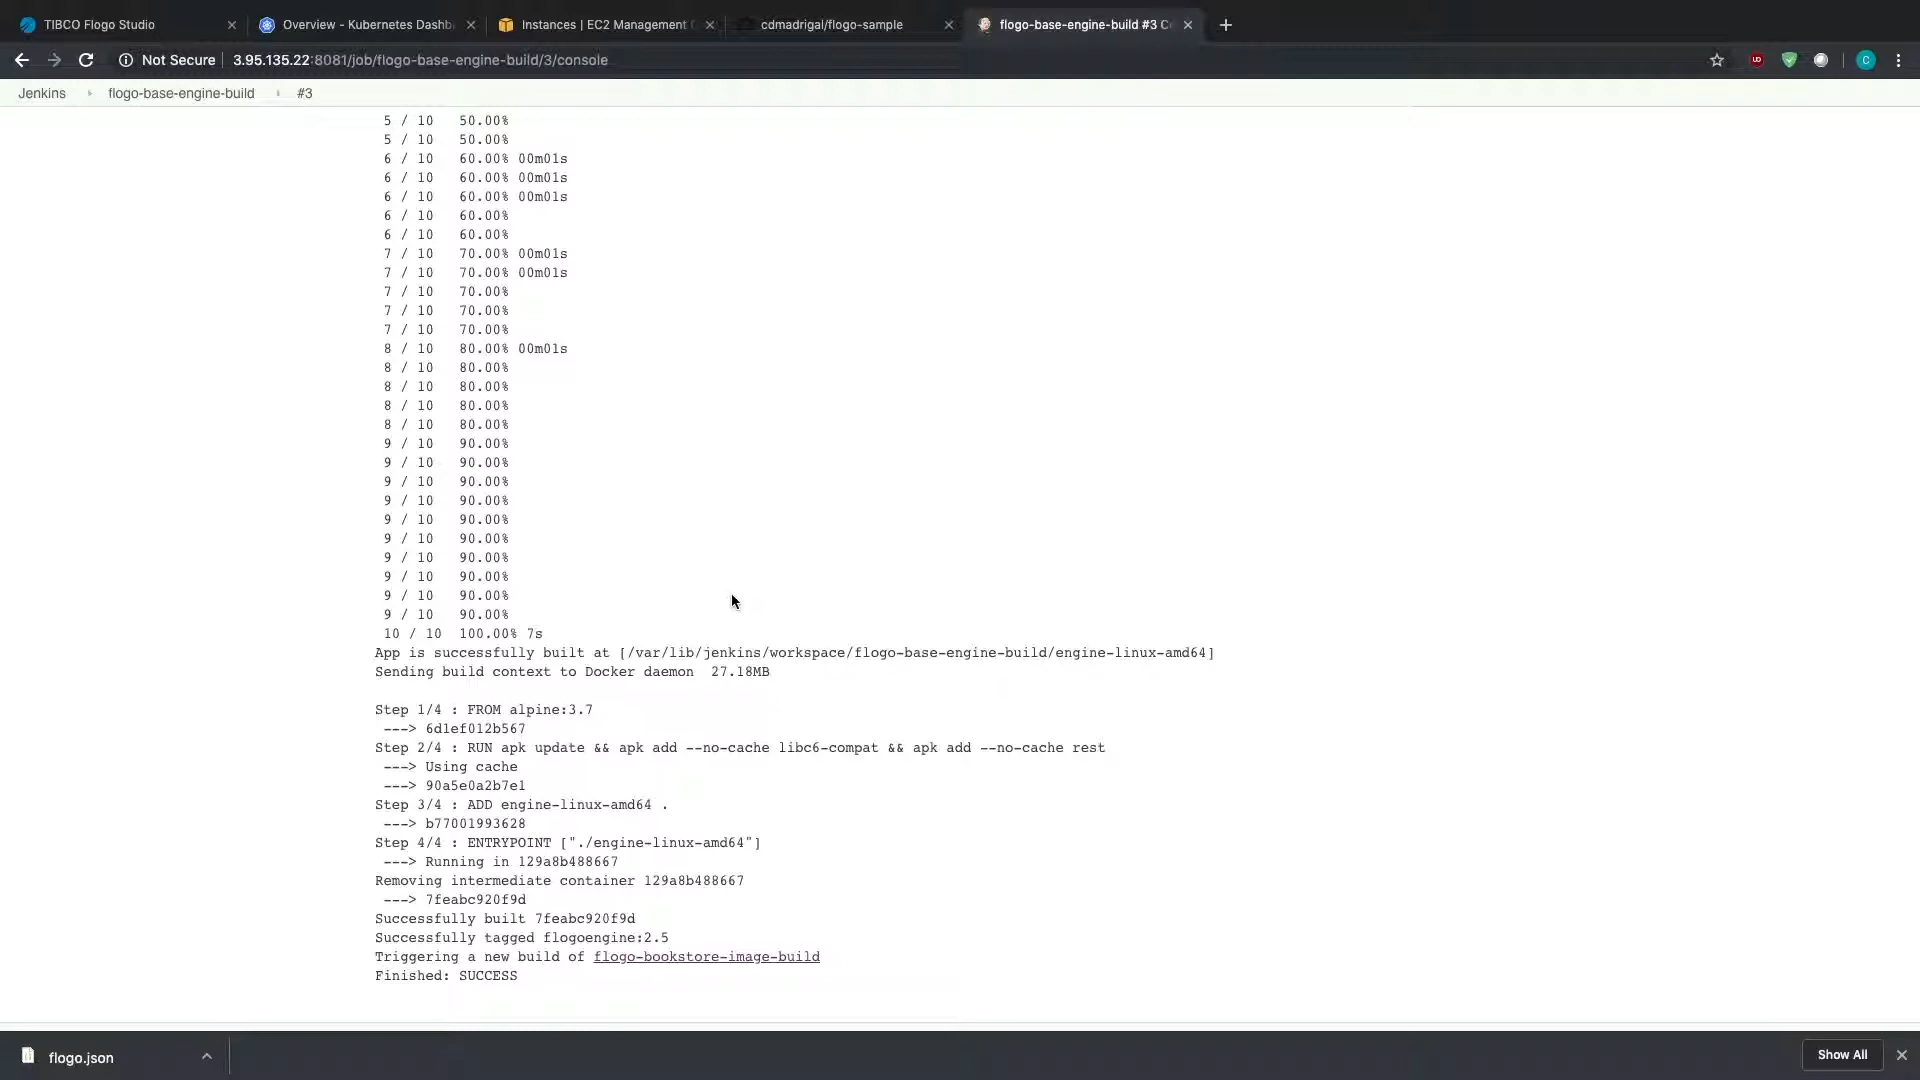 TIBCO Flogo Studio
Overview - Kubernetes Dashb
Instances | EC2 Management
cdmadrigal/flogo-sample
flogo-base-engine-build #3 C
Not Secure
3.95.135.22:8081/job/flogo-base-engine-build/3/console
C
Jenkins
flogo-base-engine-build
#3
5 / 10 50.00%
5 / 10 50.00%
6 / 10 60.00% 00m01s
6 / 10 60.00% 00m01s
6 / 10 60.00% 00m01s
6 / 10 60.00%
6 / 10 60.00%
7 / 10 70.00% 00m01s
7 / 10 70.00% 00m01s
7 / 10 70.00%
7 / 10 70.00%
7 / 10 70.00%
8 / 10 80.00% 00m01s
8 / 10 80.00%
8 / 10 80.00%
8 / 10 80.00%
8 / 10 80.00%
9 / 10 90.00%
9 / 10 90.00%
9 / 10 90.00%
9 / 10 90.00%
9 / 10 90.00%
9 / 10 90.00%
9 / 10 90.00%
9 / 10 90.00%
9 / 10 90.00%
9 / 10 90.00%
10 / 10 100.00% 7s
App is successfully built at [/var/lib/jenkins/workspace/flogo-base-engine-build/engine-linux-amd64]
Sending build context to Docker daemon 27.18MB
Step 1/4 : FROM alpine:3.7
---> 6d1ef012b567
Step 2/4 : RUN apk update && apk add --no-cache libc6-compat && apk add --no-cache rest
---> Using cache
---> 90a5e0a2b7e1
Step 3/4 : ADD engine-linux-amd64 .
---> b77001993628
Step 4/4 : ENTRYPOINT ["./engine-linux-amd64"]
---> Running in 129a8b488667
Removing intermediate container 129a8b488667
---> 7feabc920f9d
Successfully built 7feabc920f9d
Successfully tagged flogoengine:2.5
Triggering a new build of flogo-bookstore-image-build
Finished: SUCCESS
flogo.json
Show All